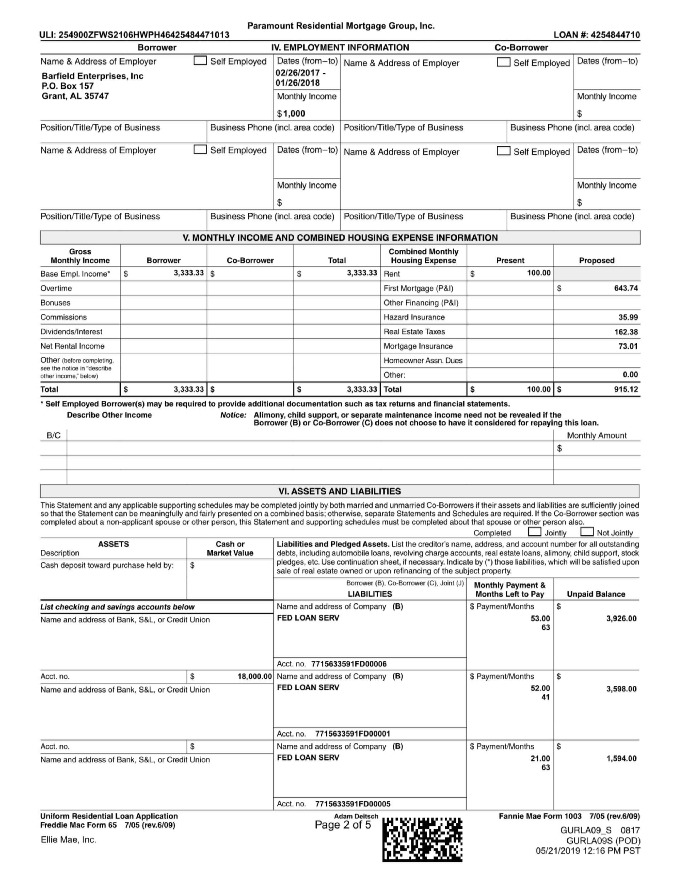 Paramount Residential Mortgage Group, Inc.
ULI: 254900ZFWS2106HWPH46425484471013 LOAN #: 4254844710
Borrower IV. EMPLOYMENT INFORMATION Co-Borrower
Name & Address of Employer Self Employed Dates (from–to) Name & Address of Employer Self Employed Dates (from–to)
Barfield Enterprises, Inc 02/26/2017 -
P.O. Box 157 01/26/2018
Grant, AL 35747 Monthly Income Monthly Income
$ 1,000 $
Position/Title/Type of Business Business Phone (incl. area code) Position/Title/Type of Business Business Phone (incl. area code)
Name & Address of Employer Self Employed Dates (from–to) Name & Address of Employer Self Employed Dates (from–to)
Monthly Income Monthly Income
$ $
Position/Title/Type of Business Business Phone (incl. area code) Position/Title/Type of Business Business Phone (incl. area code)
V. MONTHLY INCOME AND COMBINED HOUSING EXPENSE INFORMATION
Gross Combined Monthly
Monthly Income Borrower Co-Borrower Total Housing Expense Present Proposed
Base Empl. Income* $ 3,333.33 $ $ 3,333.33 Rent $ 100.00
Overtime First Mortgage (P&I) $ 643.74
Bonuses Other Financing (P&I)
Commissions Hazard Insurance 35.99
Dividends/Interest Real Estate Taxes 162.38
Net Rental Income Mortgage Insurance 73.01
Other (before completing, Homeowner Assn. Dues
see the notice in "describe
other income," below) Other: 0.00
Total $ 3,333.33 $ $ 3,333.33 Total $ 100.00 $ 915.12
* Self Employed Borrower(s) may be required to provide additional documentation such as tax returns and financial statements.
Describe Other Income Notice: Alimony, child support, or separate maintenance income need not be revealed if the
Borrower (B) or Co-Borrower (C) does not choose to have it considered for repaying this loan.
B/C Monthly Amount
$
VI. ASSETS AND LIABILITIES
This Statement and any applicable supporting schedules may be completed jointly by both married and unmarried Co-Borrowers if their assets and liabilities are sufficiently joined
so that the Statement can be meaningfully and fairly presented on a combined basis; otherwise, separate Statements and Schedules are required. If the Co-Borrower section was
completed about a non-applicant spouse or other person, this Statement and supporting schedules must be completed about that spouse or other person also.
Completed Jointly Not Jointly
ASSETS Cash or Liabilities and Pledged Assets. List the creditor's name, address, and account number for all outstanding
Description Market Value debts, including automobile loans, revolving charge accounts, real estate loans, alimony, child support, stock
Cash deposit toward purchase held by: $ pledges, etc. Use continuation sheet, if necessary. Indicate by (*) those liabilities, which will be satisfied upon
sale of real estate owned or upon refinancing of the subject property.
Borrower (B), Co-Borrower (C), Joint (J) Monthly Payment &
LIABILITIES Months Left to Pay Unpaid Balance
List checking and savings accounts below Name and address of Company (B) $ Payment/Months $
Name and address of Bank, S&L, or Credit Union FED LOAN SERV 53.00 3,926.00
63
Acct. no. 7715633591FD00006
Acct. no. $ 18,000.00 Name and address of Company (B) $ Payment/Months $
Name and address of Bank, S&L, or Credit Union FED LOAN SERV 52.00 3,598.00
41
Acct. no. 7715633591FD00001
Acct. no. $ Name and address of Company (B) $ Payment/Months $
Name and address of Bank, S&L, or Credit Union FED LOAN SERV 21.00 1,594.00
63
Acct. no. 7715633591FD00005
Uniform Residential Loan Application Adam Deitsch Fannie Mae Form 1003 7/05 (rev.6/09)
Freddie Mac Form 65 7/05 (rev.6/09) Page 2 of 5
GURLA09_S 0817
Ellie Mae, Inc. GURLA09S (POD)
05/21/2019 12:16 PM PST